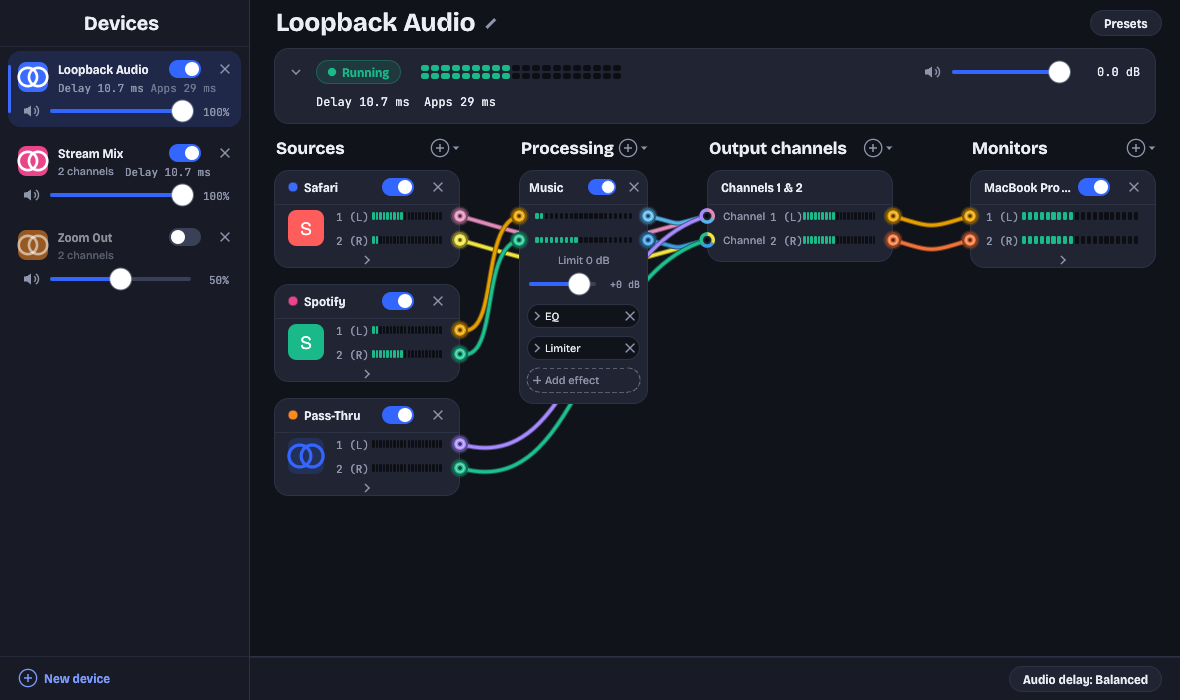 Devices
Loopback Audio
Delay 10.7 ms Apps 29 ms
100%
Stream Mix
2 channels Delay 10.7 ms
100%
Zoom Out
2 channels
50%
New device
Loopback Audio
Presets
Running
0.0 dB
Delay 10.7 ms Apps 29 ms
Sources
Processing
Output channels
Monitors
Safari
S
1 (L)
2 (R)
Spotify
S
1 (L)
2 (R)
Pass-Thru
1 (L)
2 (R)
Music
Limit 0 dB
+0 dB
EQ
Limiter
+ Add effect
Channels 1 & 2
Channel 1 (L)
Channel 2 (R)
MacBook Pro ...
1 (L)
2 (R)
Audio delay: Balanced